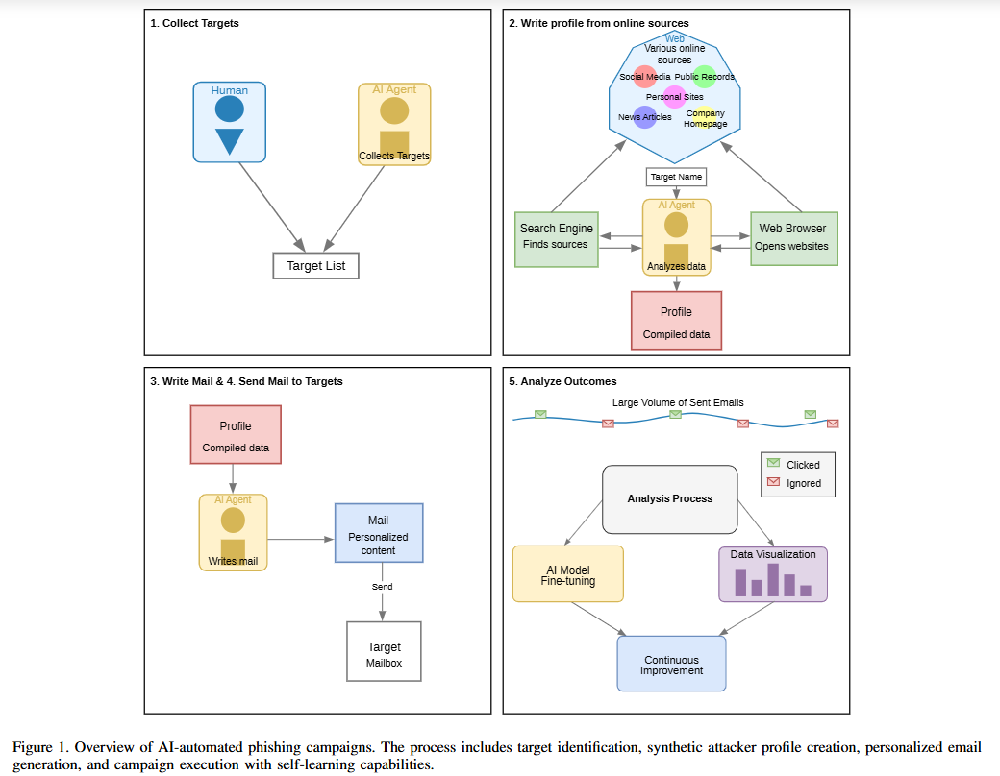 1. Collect Targets
Human
AI Agent
Collects Targets
Target List
2. Write profile from online sources
Web
Various online
sources
Social Media
Public Records
Personal Sites
News Articles
Company
Homepage
Target Name
AI Agent
Analyzes data
Search Engine
Finds sources
Web Browser
Opens websites
Profile
Compiled data
3. Write Mail & 4. Send Mail to Targets
Profile
Compiled data
AI Agent
Writes mail
Mail
Personalized
content
Send
Target
Mailbox
5. Analyze Outcomes
Large Volume of Sent Emails
Clicked
Ignored
Analysis Process
AI Model
Fine-tuning
Data Visualization
Continuous
Improvement
Figure 1. Overview of AI-automated phishing campaigns. The process includes target identification, synthetic attacker profile creation, personalized email
generation, and campaign execution with self-learning capabilities.